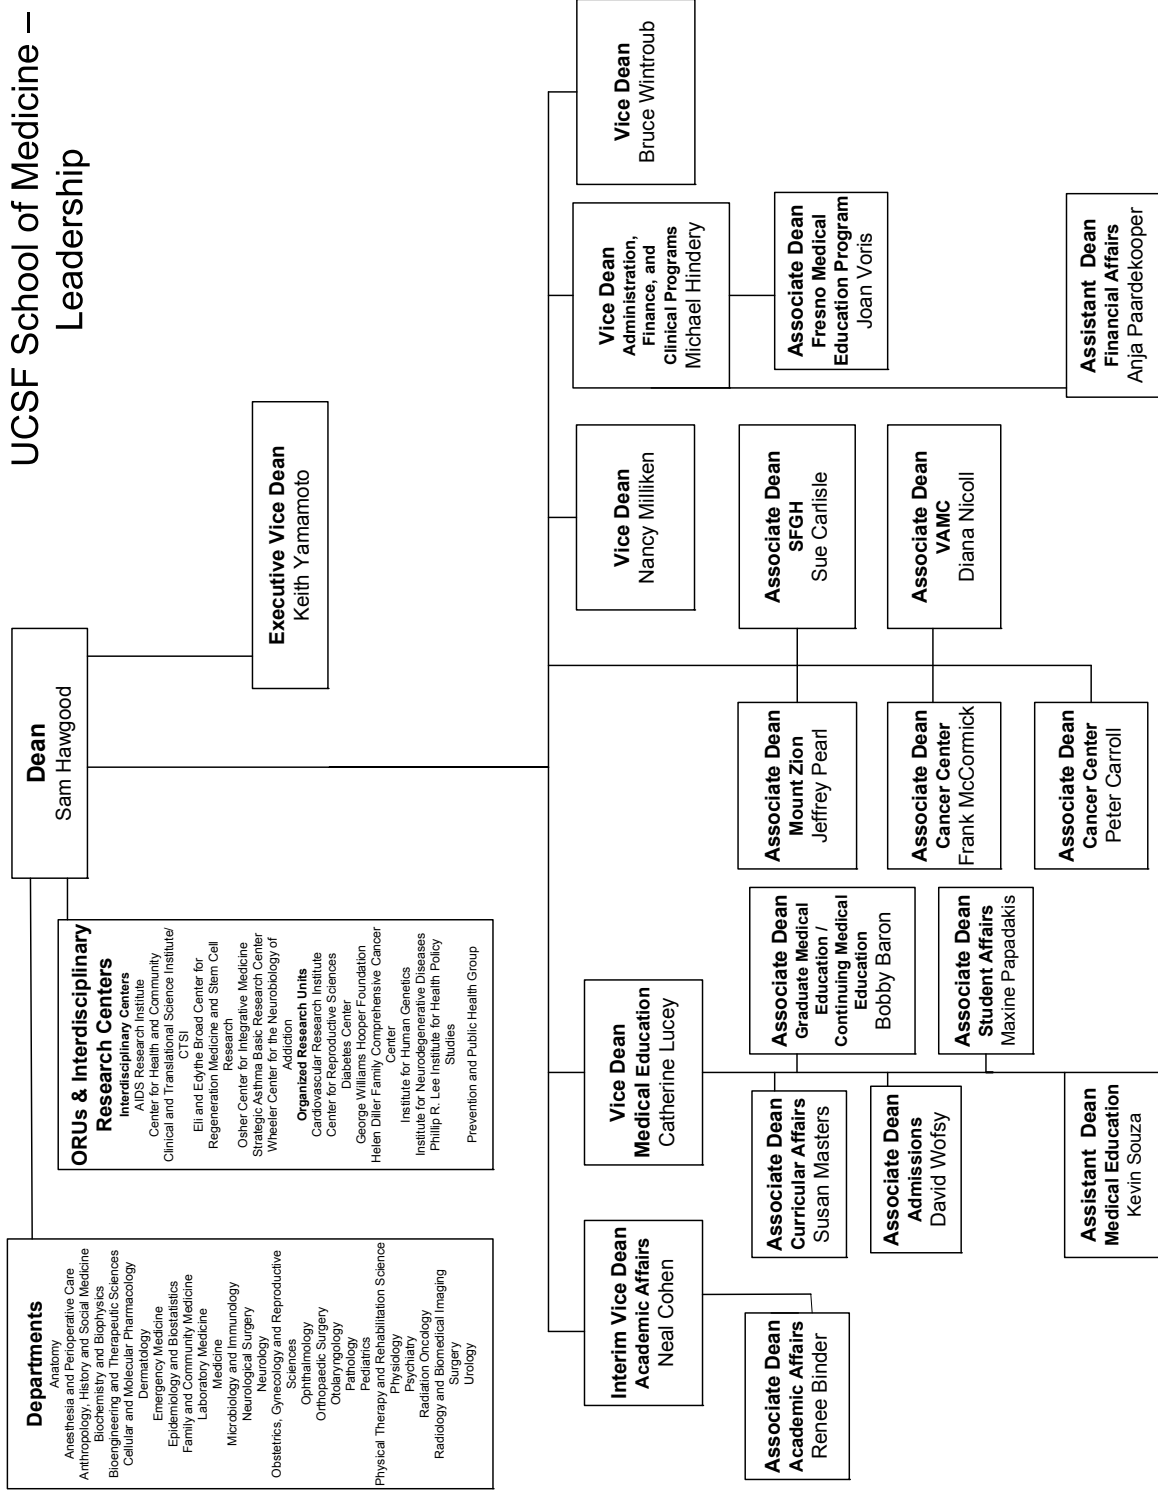 UCSF School of Medicine –
Leadership
Dean
Sam Hawgood
Executive Vice Dean
Keith Yamamoto
Departments
Anatomy
Anesthesia and Perioperative Care
Anthropology, History and Social Medicine
Biochemistry and Biophysics
Bioengineering and Therapeutic Sciences
Cellular and Molecular Pharmacology
Dermatology
Emergency Medicine
Epidemiology and Biostatistics
Family and Community Medicine
Laboratory Medicine
Medicine
Microbiology and Immunology
Neurological Surgery
Neurology
Obstetrics, Gynecology and Reproductive
Sciences
Ophthalmology
Orthopaedic Surgery
Otolaryngology
Pathology
Pediatrics
Physical Therapy and Rehabilitation Science
Physiology
Psychiatry
Radiation Oncology
Radiology and Biomedical Imaging
Surgery
Urology
ORUs & Interdisciplinary
Research Centers
Interdisciplinary Centers
AIDS Research Institute
Center for Health and Community
Clinical and Translational Science Institute/
CTSI
Eli and Edythe Broad Center for
Regeneration Medicine and Stem Cell
Research
Osher Center for Integrative Medicine
Strategic Asthma Basic Research Center
Wheeler Center for the Neurobiology of
Addiction
Organized Research Units
Cardiovascular Research Institute
Center for Reproductive Sciences
Diabetes Center
George Williams Hooper Foundation
Helen Diller Family Comprehensive Cancer
Center
Institute for Human Genetics
Institute for Neurodegenerative Diseases
Phillip R. Lee Institute for Health Policy
Studies
Prevention and Public Health Group
Interim Vice Dean
Academic Affairs
Neal Cohen
Vice Dean
Medical Education
Catherine Lucey
Vice Dean
Nancy Milliken
Vice Dean
Administration,
Finance, and
Clinical Programs
Michael Hindery
Vice Dean
Bruce Wintroub
Associate Dean
Academic Affairs
Renee Binder
Associate Dean
Curricular Affairs
Susan Masters
Associate Dean
Graduate Medical
Education /
Continuing Medical
Education
Bobby Baron
Associate Dean
Mount Zion
Jeffrey Pearl
Associate Dean
SFGH
Sue Carlisle
Associate Dean
Fresno Medical
Education Program
Joan Voris
Associate Dean
Admissions
David Wofsy
Associate Dean
Student Affairs
Maxine Papadakis
Associate Dean
Cancer Center
Frank McCormick
Associate Dean
VAMC
Diana Nicoll
Associate Dean
Cancer Center
Peter Carroll
Assistant Dean
Medical Education
Kevin Souza
Assistant Dean
Financial Affairs
Anja Paardekooper